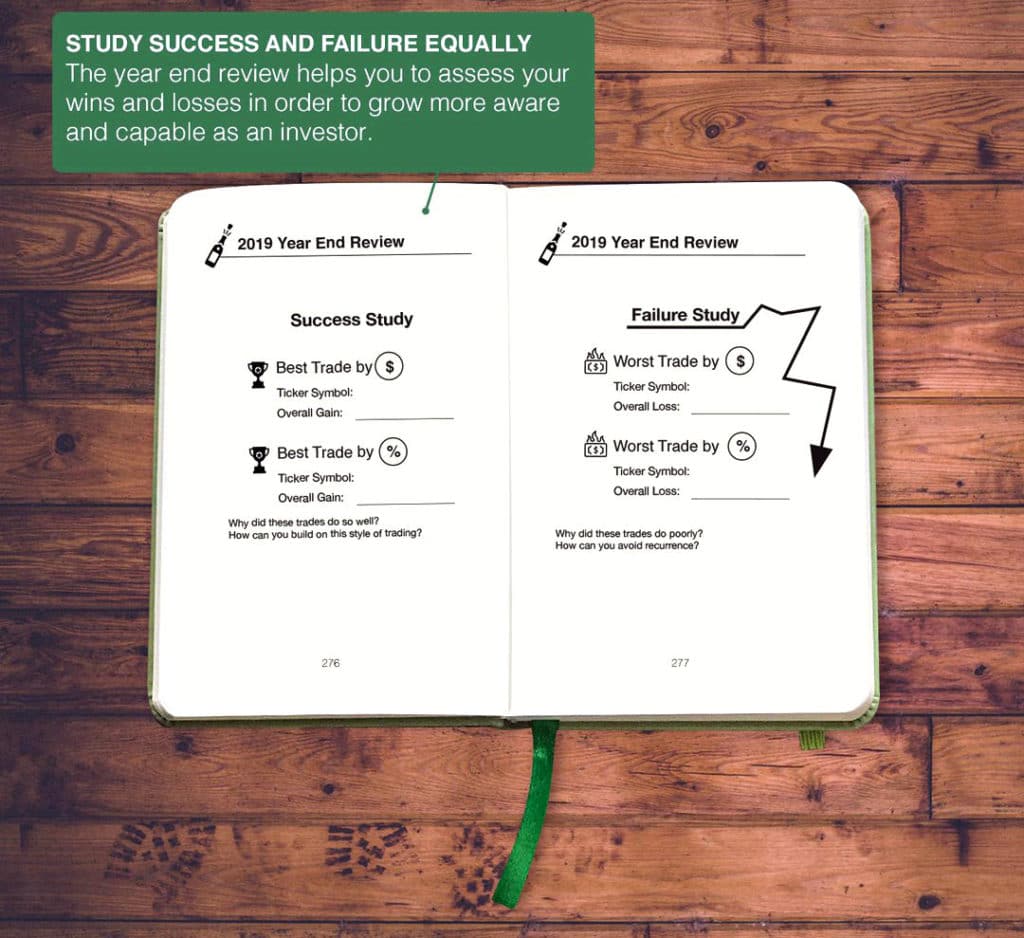 STUDY SUCCESS AND FAILURE EQUALLY
The year end review helps you to assess your
wins and losses in order to grow more aware
and capable as an investor.
2019 Year End Review
Success Study
Best Trade by $
Ticker Symbol:
Overall Gain:
Best Trade by %
Ticker Symbol:
Overall Gain:
Why did these trades do so well?
How can you build on this style of trading?
276
2019 Year End Review
Failure Study
$
Worst Trade by $
Ticker Symbol:
Overall Loss:
$
Worst Trade by %
Ticker Symbol:
Overall Loss:
Why did these trades do poorly?
How can you avoid recurrence?
277